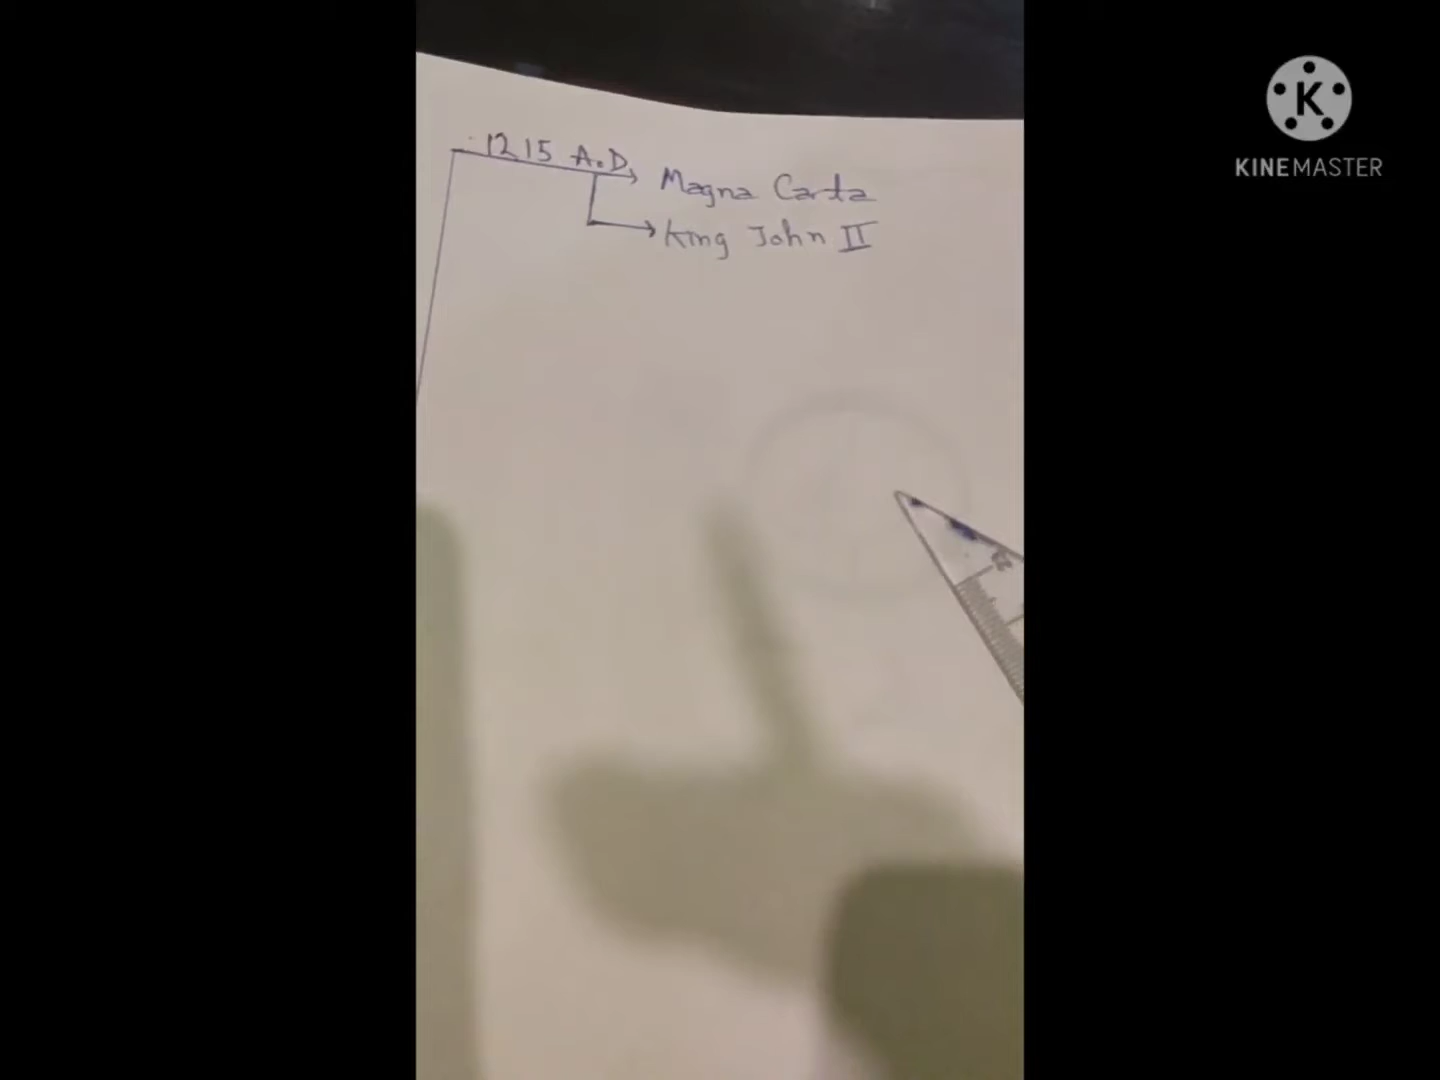 1215 A.D.
Magna Carta
King John II
K
KINEMASTER